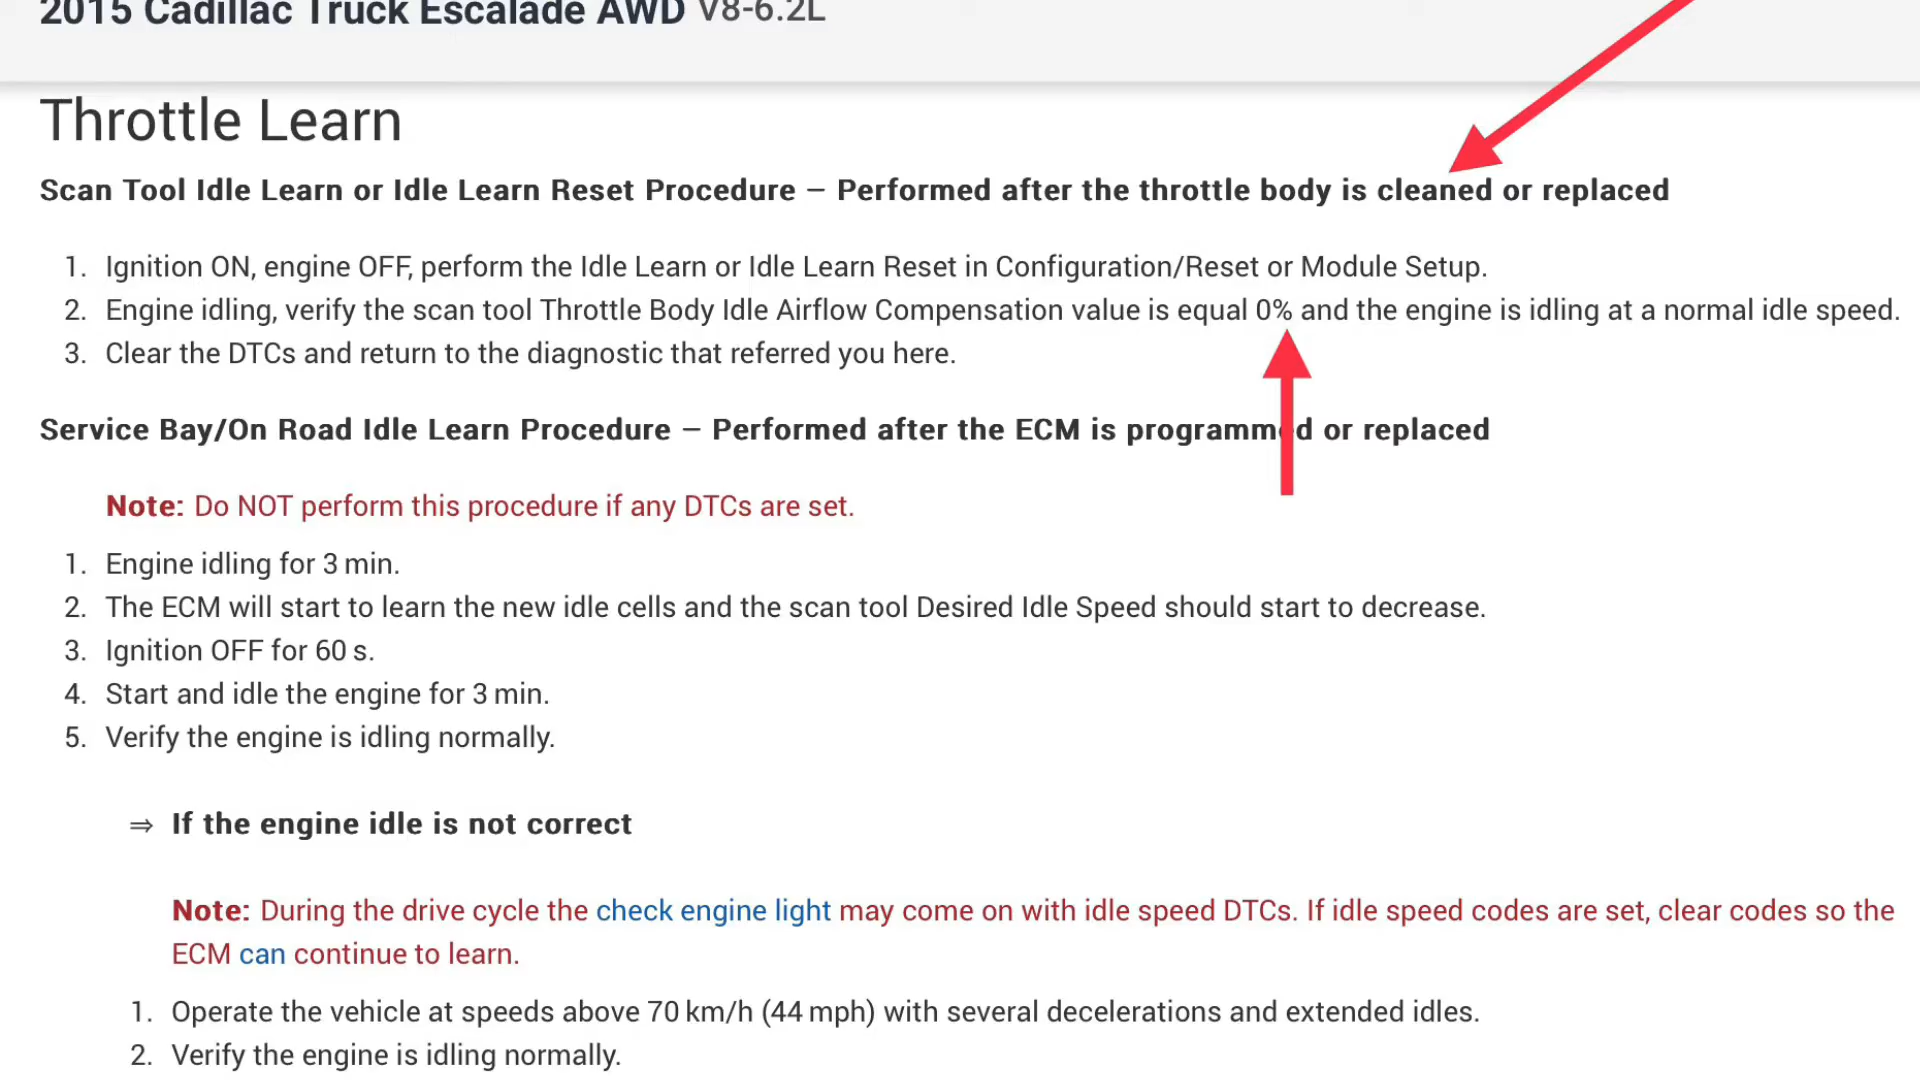 2015 Cadillac Truck Escalade AWD V8-6.2L
Throttle Learn
Scan Tool Idle Learn or Idle Learn Reset Procedure – Performed after the throttle body is cleaned or replaced
1. Ignition ON, engine OFF, perform the Idle Learn or Idle Learn Reset in Configuration/Reset or Module Setup.
2. Engine idling, verify the scan tool Throttle Body Idle Airflow Compensation value is equal 0% and the engine is idling at a normal idle speed.
3. Clear the DTCs and return to the diagnostic that referred you here.
Service Bay/On Road Idle Learn Procedure – Performed after the ECM is programmed or replaced
Note: Do NOT perform this procedure if any DTCs are set.
1. Engine idling for 3 min.
2. The ECM will start to learn the new idle cells and the scan tool Desired Idle Speed should start to decrease.
3. Ignition OFF for 60 s.
4. Start and idle the engine for 3 min.
5. Verify the engine is idling normally.
⇒ If the engine idle is not correct
Note: During the drive cycle the check engine light may come on with idle speed DTCs. If idle speed codes are set, clear codes so the
ECM can continue to learn.
1. Operate the vehicle at speeds above 70 km/h (44 mph) with several decelerations and extended idles.
2. Verify the engine is idling normally.